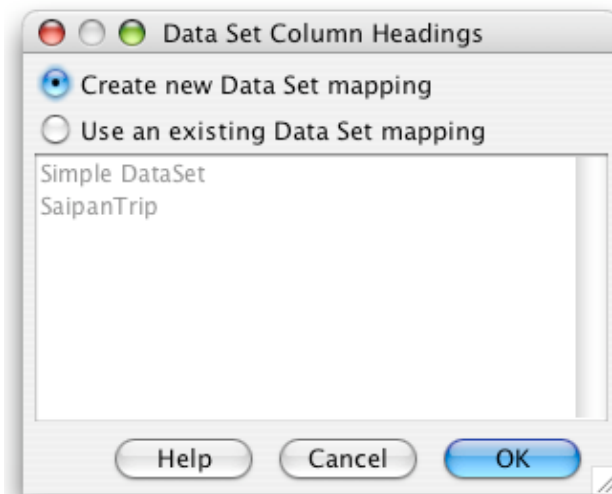 Data Set Column Headings
Create new Data Set mapping
Use an existing Data Set mapping
Simple DataSet
SaipanTrip
Help Cancel OK